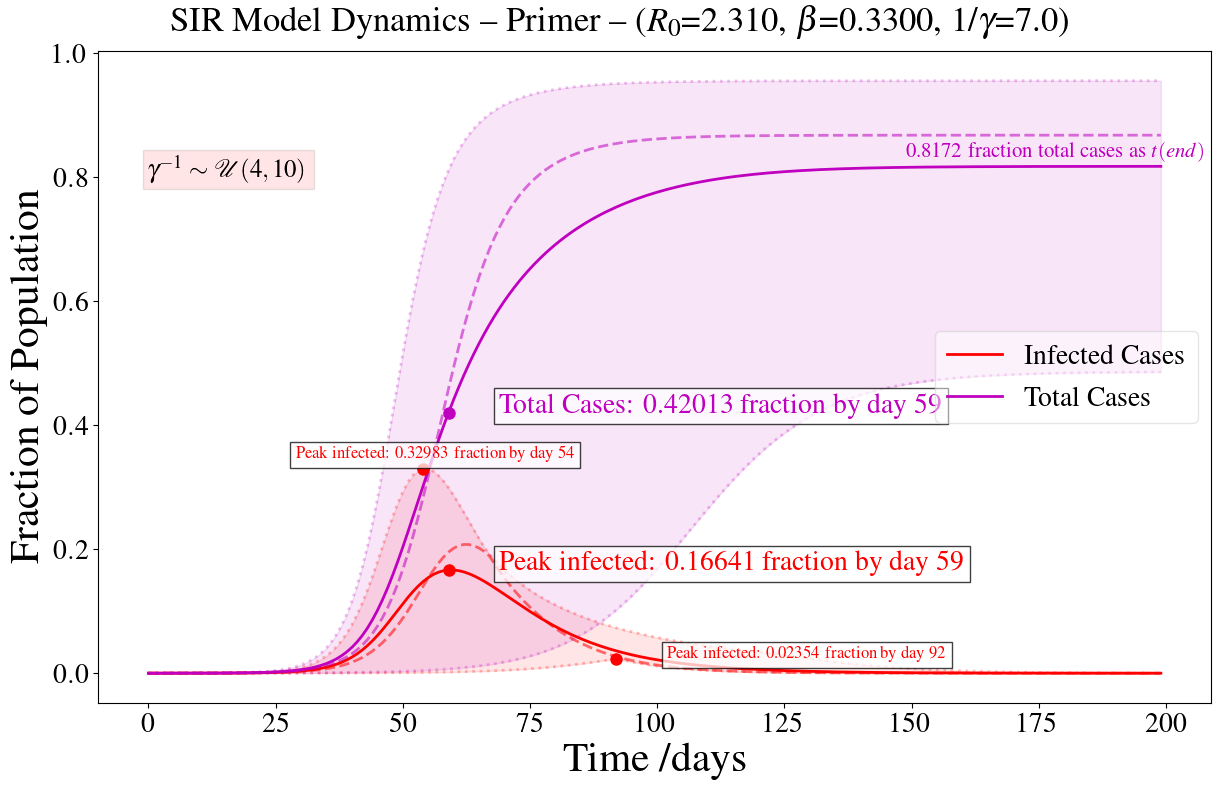 SIR Model Dynamics – Primer – (R₀=2.310, β=0.3300, 1/γ=7.0)
Fraction of Population
1.0
0.8
0.6
0.4
0.2
0.0
γ⁻¹ ∼ 𝒰(4, 10)
0.8172 fraction total cases as t(end)
Infected Cases
Total Cases
Total Cases: 0.42013 fraction by day 59
Peak infected: 0.32983 fraction by day 54
Peak infected: 0.16641 fraction by day 59
Peak infected: 0.02354 fraction by day 92
0 25 50 75 100 125 150 175 200
Time /days